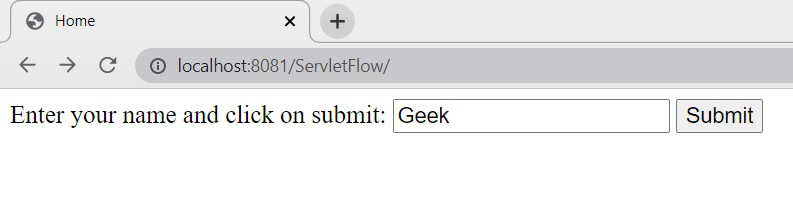 Home
localhost:8081/ServletFlow/
Enter your name and click on submit: Geek Submit